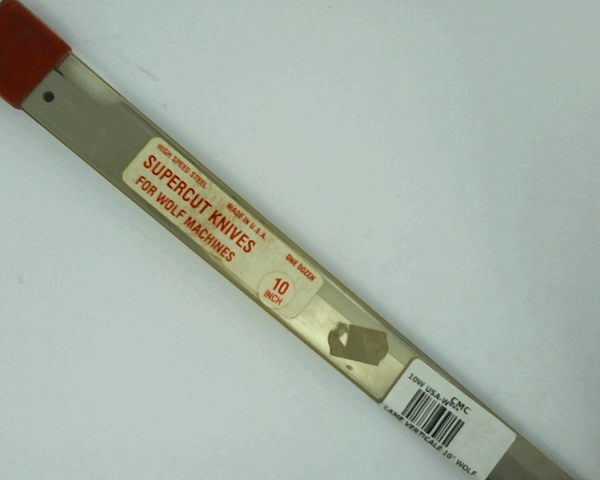 HIGH SPEED STEEL
MADE IN U.S.A.
ONE DOZEN
SUPERCUT KNIVES
FOR WOLF MACHINES
10
INCH
CMC
10W USA-W
LAME VERTICALE 10" WOLF